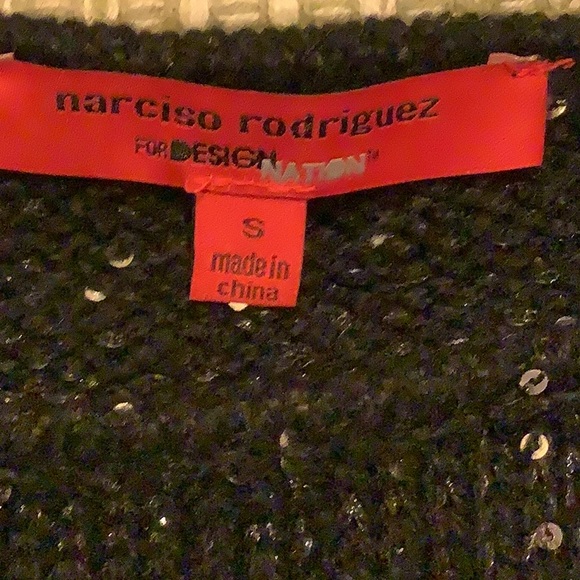 narciso rodriguez
FOR DESIGN NATION™
S
made in
china